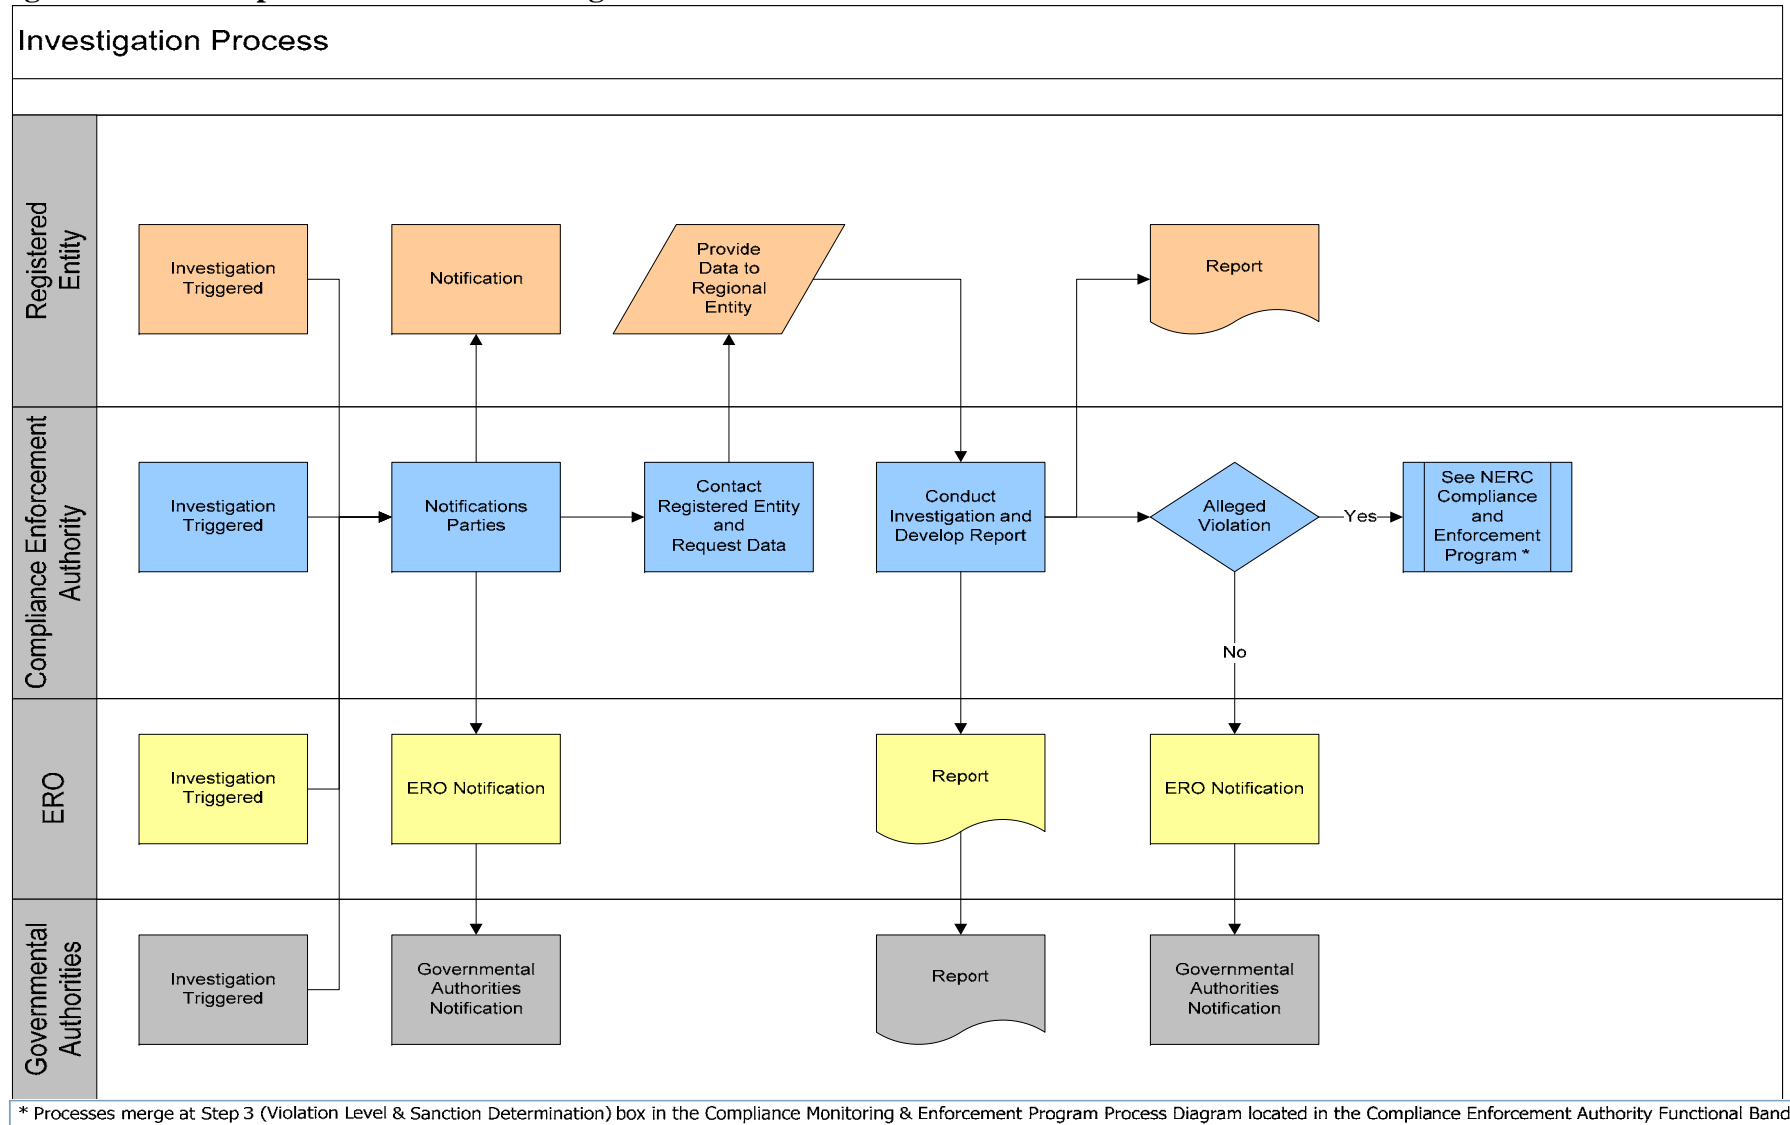 Investigation Process
Registered
Entity
Investigation
Triggered
Notification
Provide
Data to
Regional
Entity
Report
Compliance Enforcement
Authority
Investigation
Triggered
Notifications
Parties
Contact
Registered Entity
and
Request Data
Conduct
Investigation and
Develop Report
Alleged
Violation
Yes
See NERC
Compliance
and
Enforcement
Program *
No
ERO
Investigation
Triggered
ERO Notification
Report
ERO Notification
Governmental
Authorities
Investigation
Triggered
Governmental
Authorities
Notification
Report
Governmental
Authorities
Notification
* Processes merge at Step 3 (Violation Level & Sanction Determination) box in the Compliance Monitoring & Enforcement Program Process Diagram located in the Compliance Enforcement Authority Functional Band